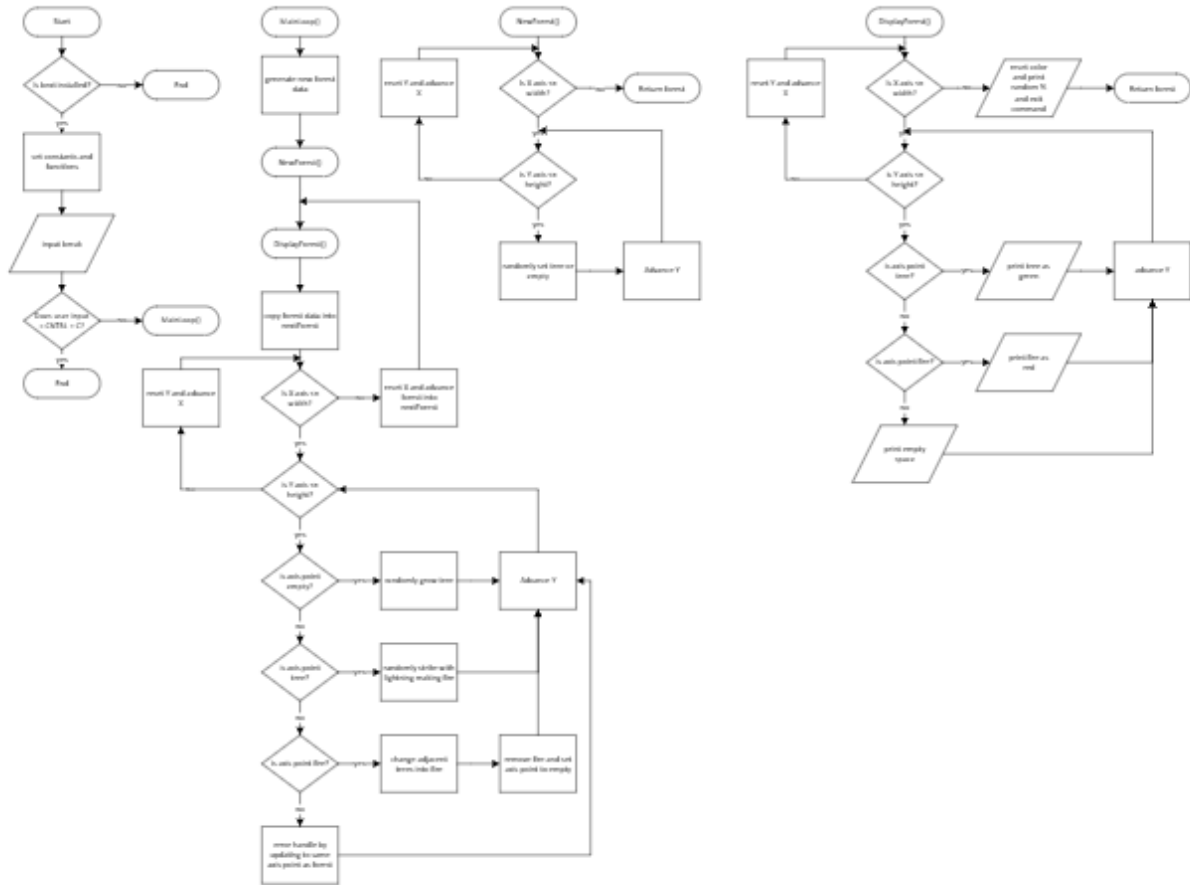 Start
Is bext installed?
no
End
yes
set constants and
functions
input break
Does user input
= CNTRL + C?
no
MainLoop()
yes
End
MainLoop()
generate new forest
data
NewForest()
DisplayForest()
copy forest data into
nextForest
Is X axis <=
width?
no
reset X and advance
forest into
nextForest
reset Y and advance
X
yes
is Y axis <=
height?
no
yes
is axis point
empty?
yes
randomly grow tree
Advance Y
no
is axis point
tree?
yes
randomly strike with
lightning making fire
no
is axis point fire?
yes
change adjacent
trees into fire
remove fire and set
axis point to empty
no
error handle by
updating to same
axis point as forest
NewForest()
reset Y and advance
X
Is X axis <=
width?
no
Return forest
yes
is Y axis <=
height?
no
yes
randomly set tree or
empty
Advance Y
DisplayForest()
reset Y and advance
X
Is X axis <=
width?
no
reset color
and print
random %
and exit
command
Return forest
yes
is Y axis <=
height?
no
yes
is axis point
tree?
yes
print tree as
green
advance Y
no
is axis point fire?
yes
print fire as
red
no
print empty
space